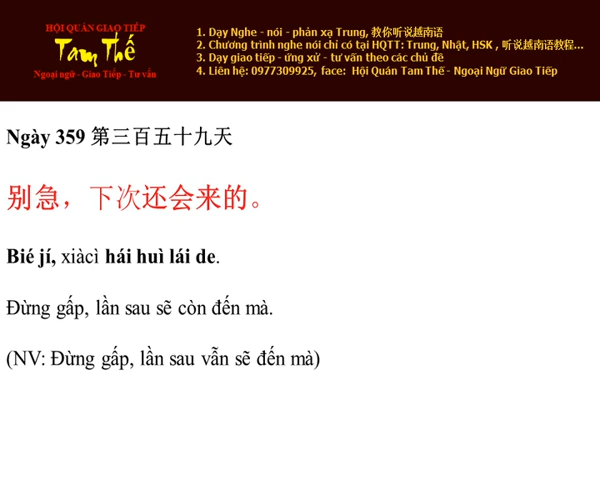 HỘI QUÁN GIAO TIẾP
Tam Thế
Ngoại ngữ - Giao Tiếp - Tư vấn
1. Dạy Nghe - nói - phản xạ Trung, 教你听说越南语
2. Chương trình nghe nói chỉ có tại HQTT: Trung, Nhật, HSK , 听说越南语教程...
3. Dạy giao tiếp - ứng xử - tư vấn theo các chủ đề
4. Liên hệ: 0977309925, face: Hội Quán Tam Thế - Ngoại Ngữ Giao Tiếp
Ngày 359 第三百五十九天
别急，下次还会来的。
Bié jí, xiàcì hái huì lái de.
Đừng gấp, lần sau sẽ còn đến mà.
(NV: Đừng gấp, lần sau vẫn sẽ đến mà)